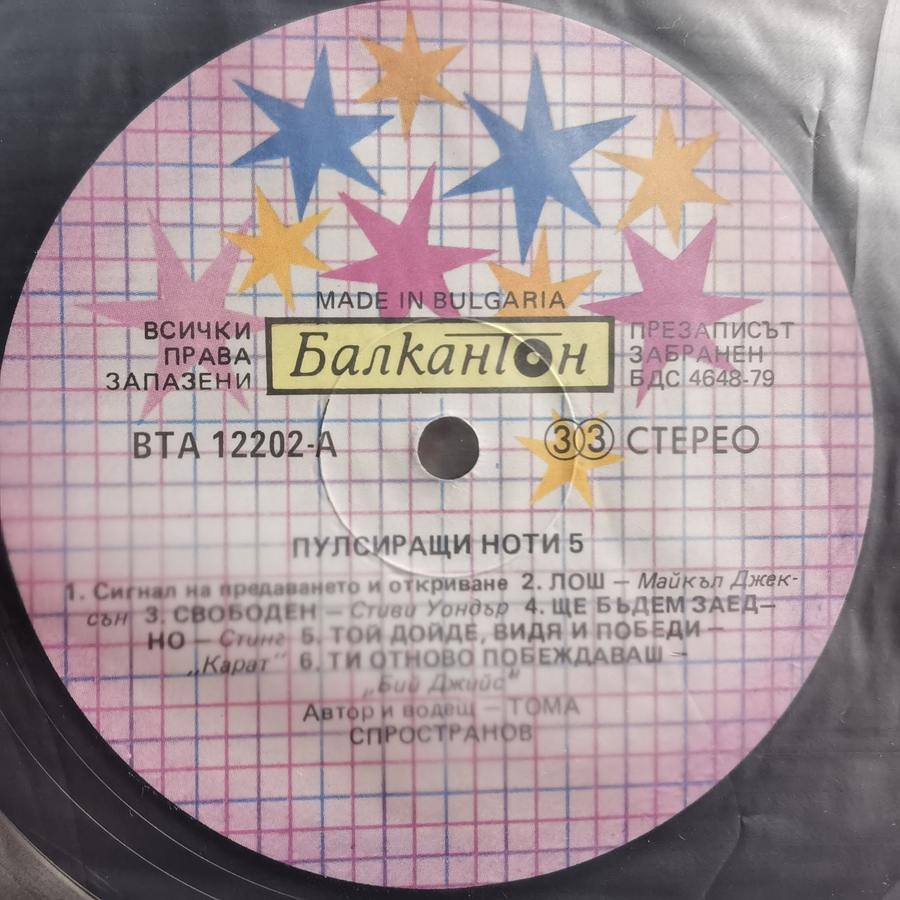 MADE IN BULGARIA
ВСИЧКИ
ПРАВА
ЗАПАЗЕНИ
Балкантон
ПРЕЗАПИСЪТ
ЗАБРАНЕН
БДС 4648-79
ВТА 12202-А
33 СТЕРЕО
ПУЛСИРАЩИ НОТИ 5
1. Сигнал на предаването и откриване 2. ЛОШ – Майкъл Джек-
сън 3. СВОБОДЕН – Стиви Уондър 4. ЩЕ БЪДЕМ ЗАЕД–
НО – Стинг 5. ТОЙ ДОЙДЕ, ВИДЯ И ПОБЕДИ –
„Карат" 6. ТИ ОТНОВО ПОБЕЖДАВАШ –
„Бий Джийс"
Автор и водещ – ТОМА
СПРОСТРАНОВ